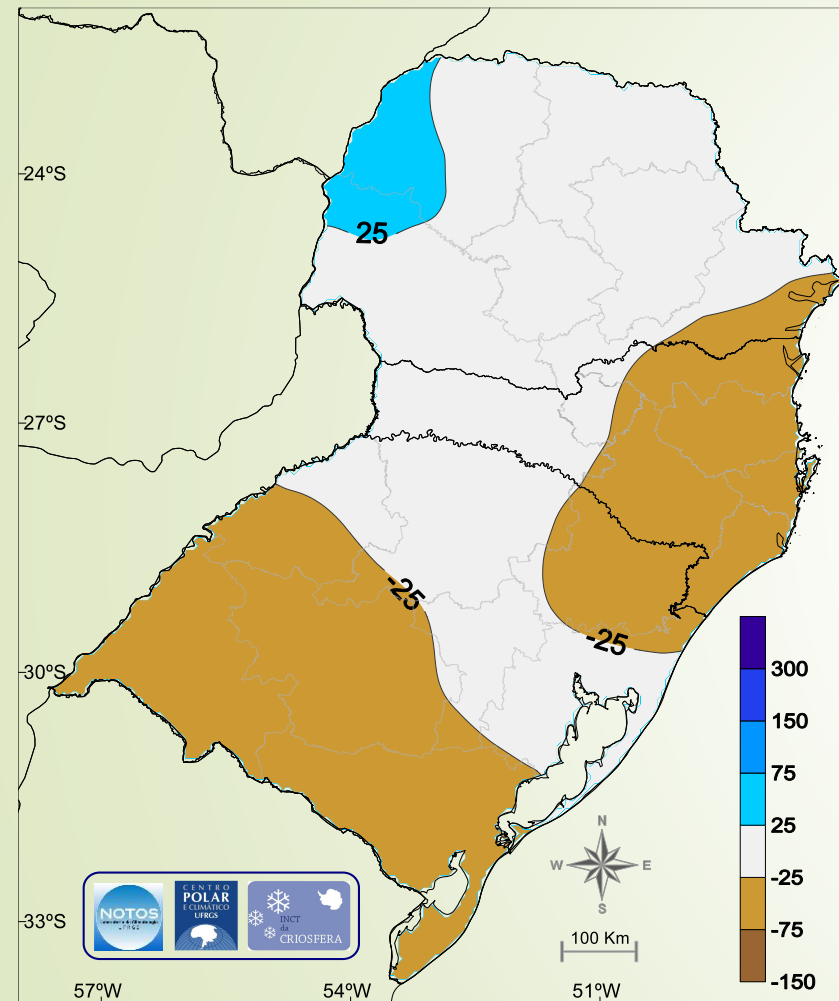 24ºS
25
27ºS
-25
-25
30ºS
33ºS
57ºW
54ºW
51ºW
300
150
75
25
-25
-75
-150
N
W
E
S
100 Km
NOTOS
UFRGS
CENTRO
POLAR
E CLIMÁTICO
UFRGS
INCT
da
CRIOSFERA